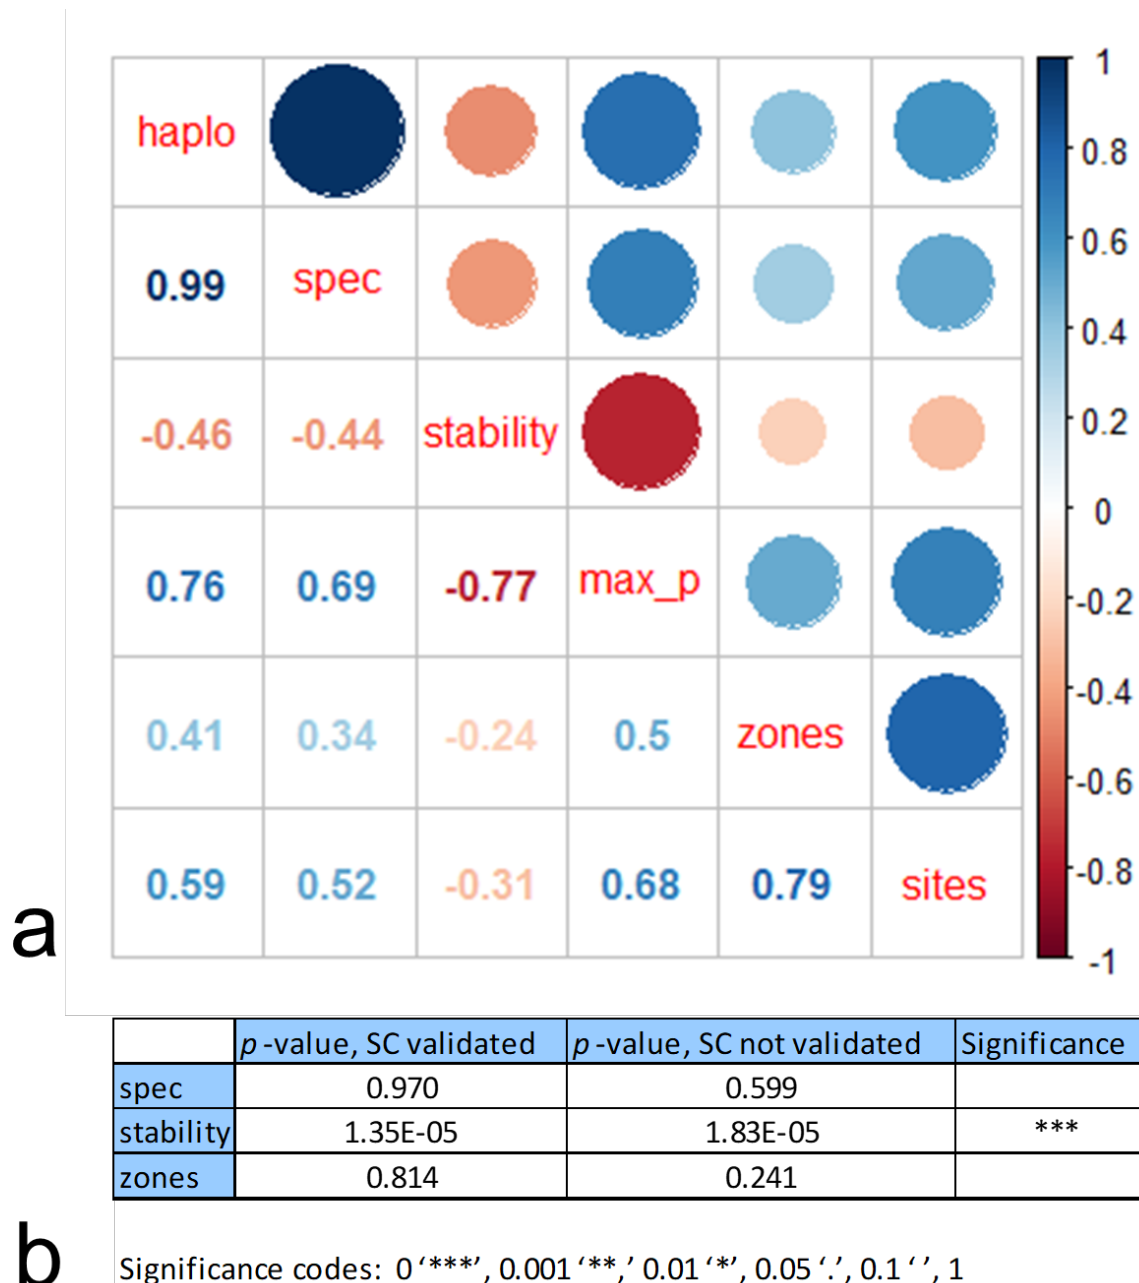 haplo
0.99 spec
-0.46 -0.44 stability
0.76 0.69 -0.77 max_p
0.41 0.34 -0.24 0.5 zones
0.59 0.52 -0.31 0.68 0.79 sites
1
0.8
0.6
0.4
0.2
0
-0.2
-0.4
-0.6
-0.8
-1
a
p -value, SC validated p -value, SC not validated Significance
spec 0.970 0.599
stability 1.35E-05 1.83E-05 ***
zones 0.814 0.241
b
Significance codes: 0 ‘***’, 0.001 ‘**,’ 0.01 ‘*’, 0.05 ‘.’, 0.1 ‘ ’, 1